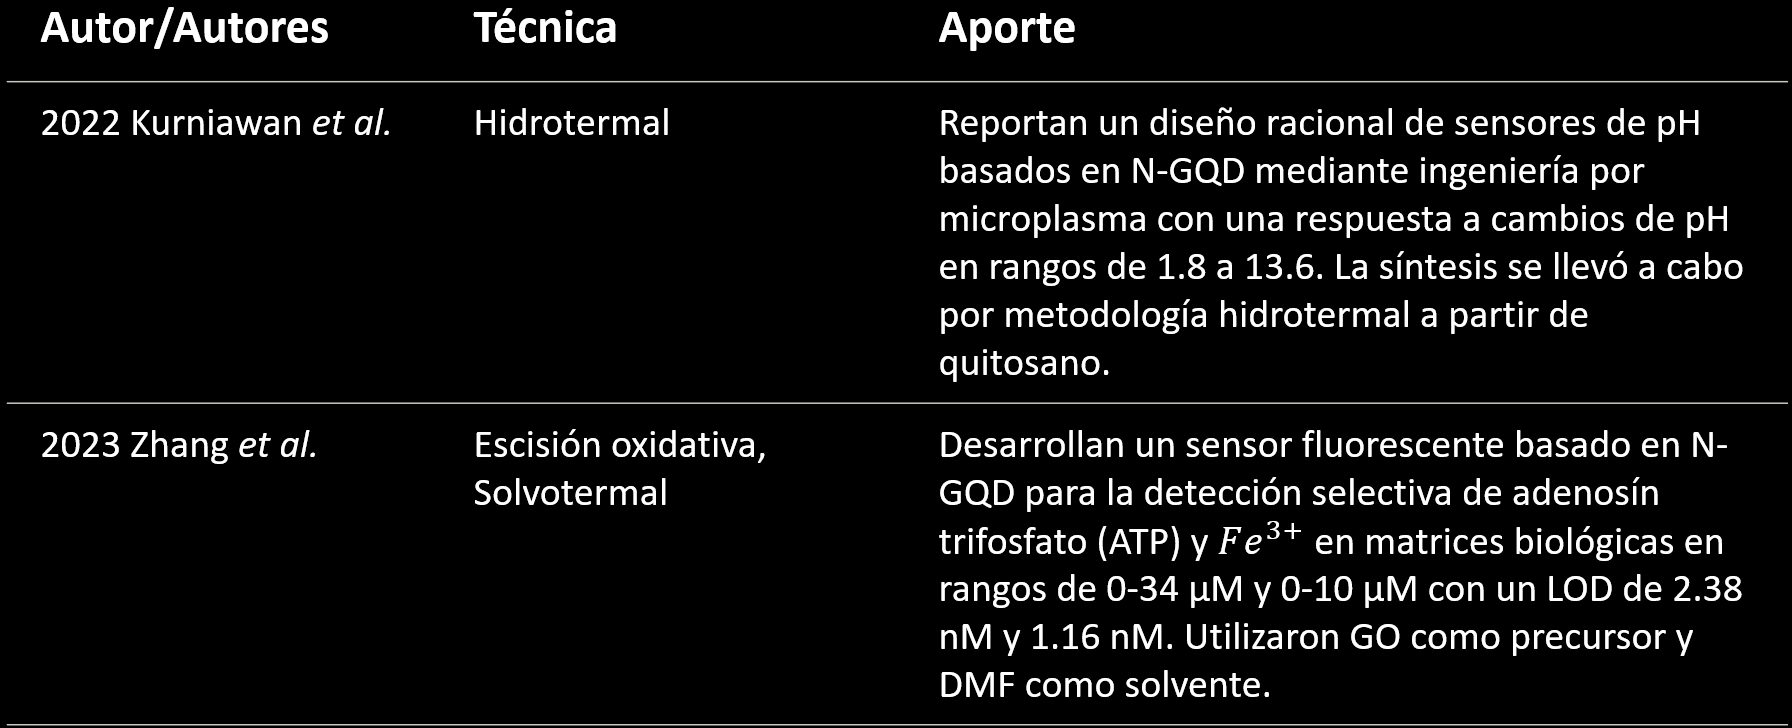 Autor/Autores Técnica Aporte
2022 Kurniawan et al. Hidrotermal Reportan un diseño racional de sensores de pH
basados en N-GQD mediante ingeniería por
microplasma con una respuesta a cambios de pH
en rangos de 1.8 a 13.6. La síntesis se llevó a cabo
por metodología hidrotermal a partir de
quitosano.
2023 Zhang et al. Escisión oxidativa, Desarrollan un sensor fluorescente basado en N-
Solvotermal GQD para la detección selectiva de adenosín
trifosfato (ATP) y Fe³⁺ en matrices biológicas en
rangos de 0-34 µM y 0-10 µM con un LOD de 2.38
nM y 1.16 nM. Utilizaron GO como precursor y
DMF como solvente.